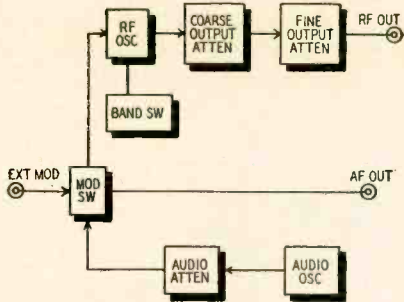 RF
OSC
COARSE
OUTPUT
ATTEN
FINE
OUTPUT
ATTEN
RF OUT
BAND SW
EXT MOD
MOD
SW
AF OUT
AUDIO
ATTEN
AUDIO
OSC